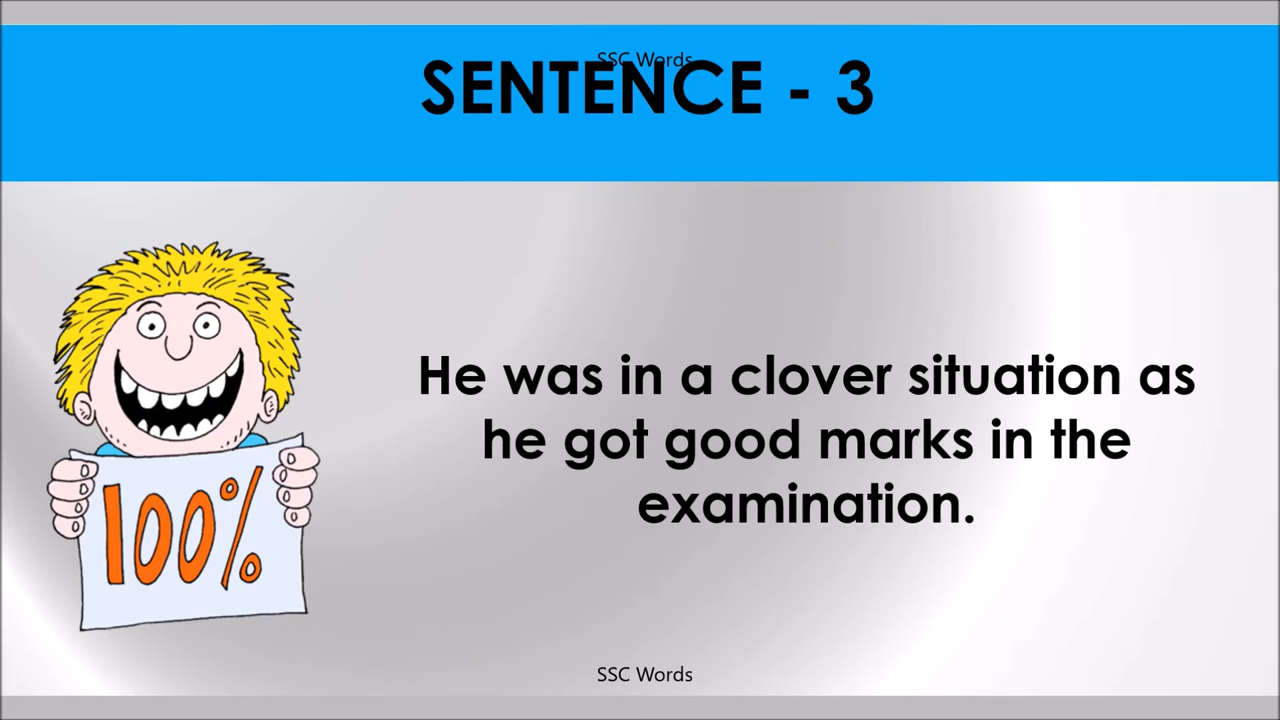 SSC Words
SENTENCE - 3
He was in a clover situation as
he got good marks in the
examination.
100%
SSC Words